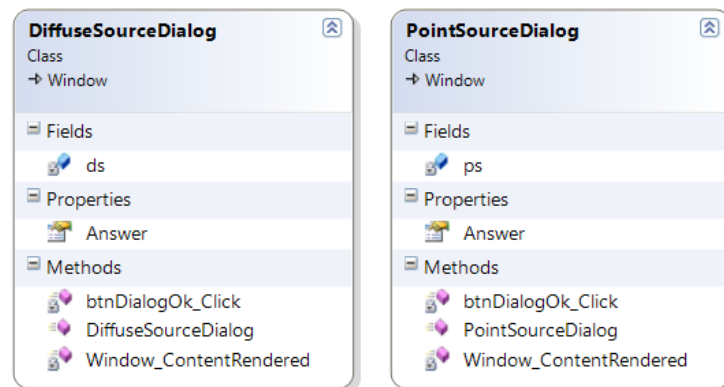 DiffuseSourceDialog
Class
Window
Fields
ds
Properties
Answer
Methods
btnDialogOk_Click
DiffuseSourceDialog
Window_ContentRendered
PointSourceDialog
Class
Window
Fields
ps
Properties
Answer
Methods
btnDialogOk_Click
PointSourceDialog
Window_ContentRendered